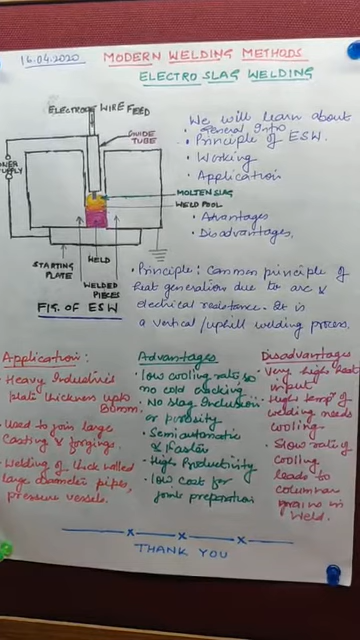 16.04.2020
MODERN WELDING METHODS
ELECTRO SLAG WELDING
ELECTRODE WIRE FEED
GUIDE
TUBE
POWER
SUPPLY
MOLTEN SLAG
WELD POOL
WELD
STARTING
PLATE
WELDED
PIECES
FIG. OF ESW
We will learn about
• General Intro
• Principle of ESW.
• Working
• Application
• Advantages
• Disadvantages.
• Principle: Common principle of
heat generation due to arc &
electrical resistance. It is
a vertical/uphill welding process.
Application:
• Heavy Industries
plate thickness upto
80mm.
• Used to join large
Casting & forgings.
• Welding of thick walled
large diameter pipes,
pressure vessels.
Advantages
• low cooling rate so
no cold cracking
• No slag Inclusion
or porosity
• Semiautomatic
& Faster
• High Productivity
• low Cost for
joint preparation
Disadvantages
• Very high heat
input
• High temp of
welding needs
cooling
• Slow rate of
cooling
leads to
columnar
grains in
weld.
THANK YOU